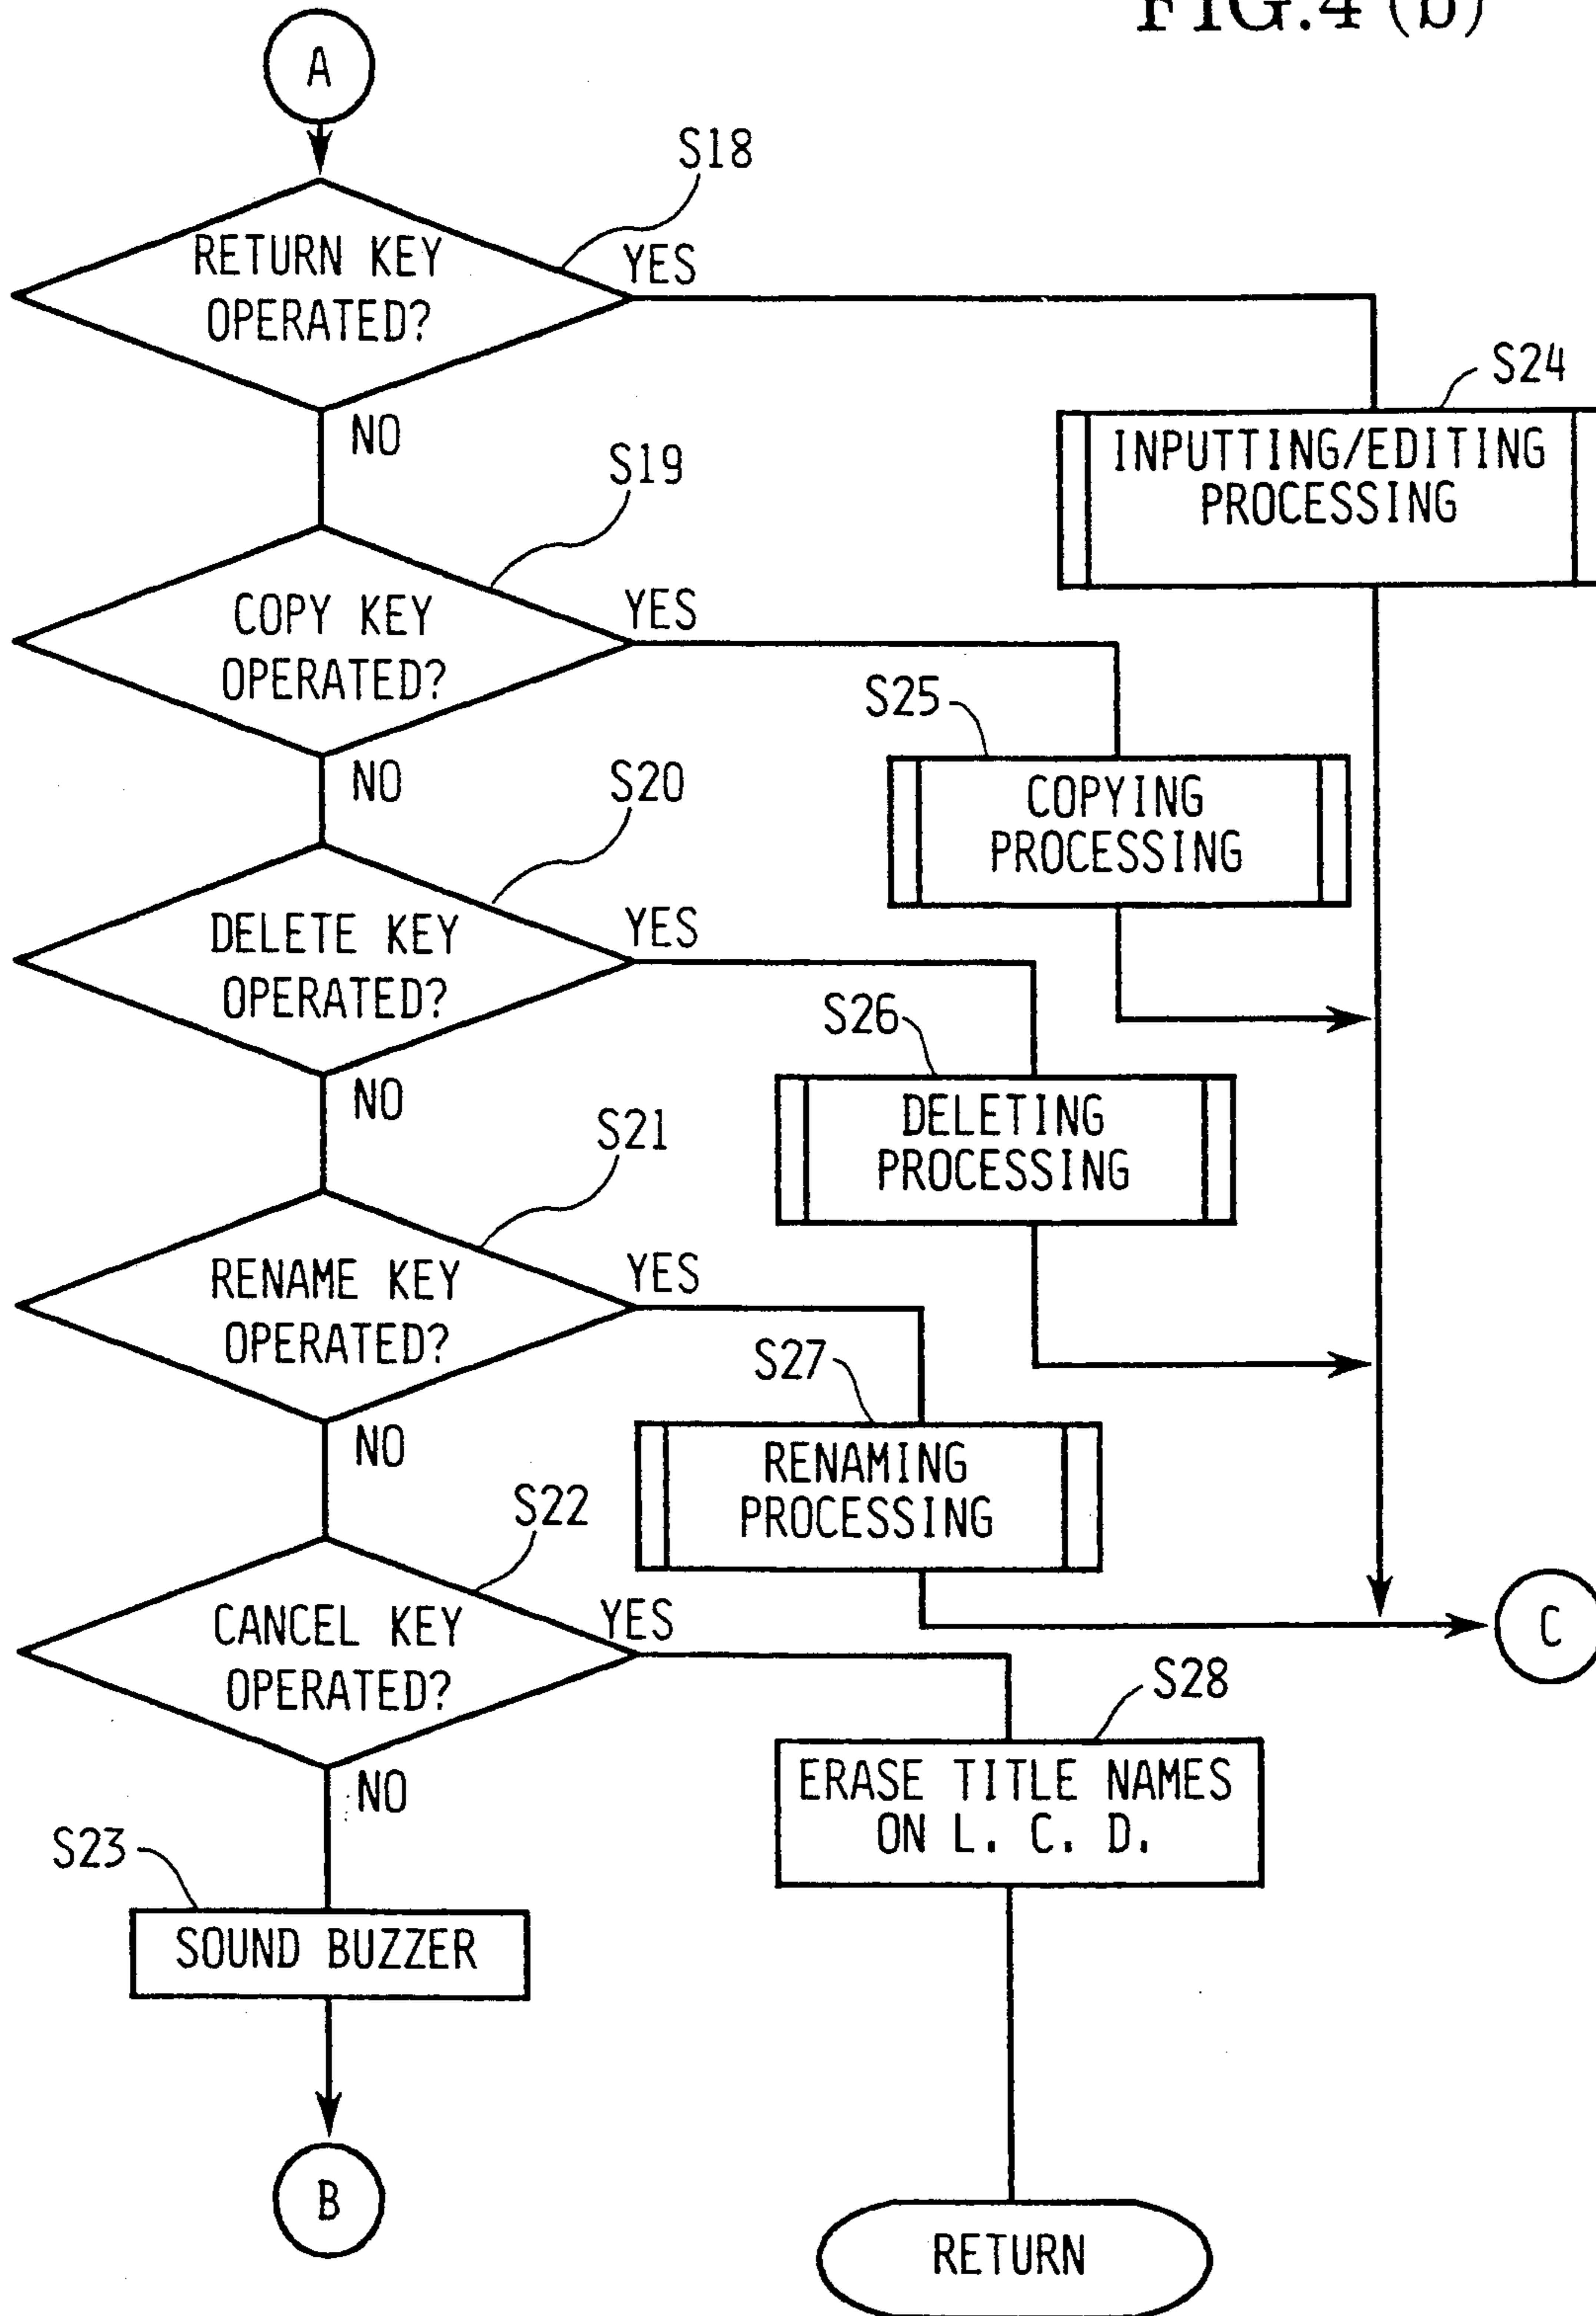 FIG.4 (b)
A
S18
RETURN KEY
OPERATED?
YES
NO
S24
INPUTTING/EDITING
PROCESSING
S19
COPY KEY
OPERATED?
YES
NO
S25
COPYING
PROCESSING
S20
DELETE KEY
OPERATED?
YES
NO
S26
DELETING
PROCESSING
S21
RENAME KEY
OPERATED?
YES
NO
S27
RENAMING
PROCESSING
S22
CANCEL KEY
OPERATED?
YES
NO
C
S28
ERASE TITLE NAMES
ON L. C. D.
S23
SOUND BUZZER
B
RETURN